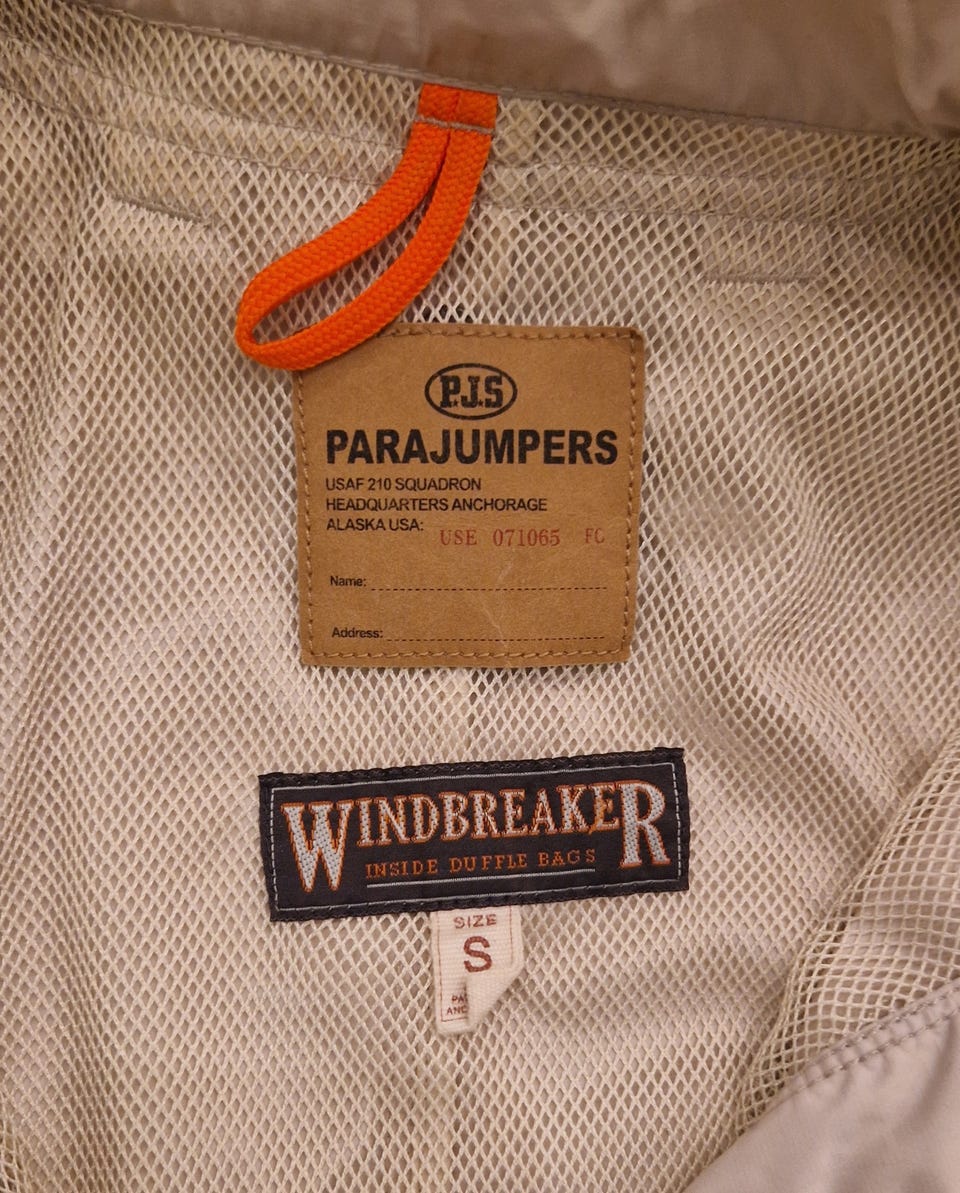 P.J.S
PARAJUMPERS
USAF 210 SQUADRON
HEADQUARTERS ANCHORAGE
ALASKA USA: USE 071065 FC
Name:
Address:
WINDBREAKER
INSIDE DUFFLE BAGS
SIZE
S